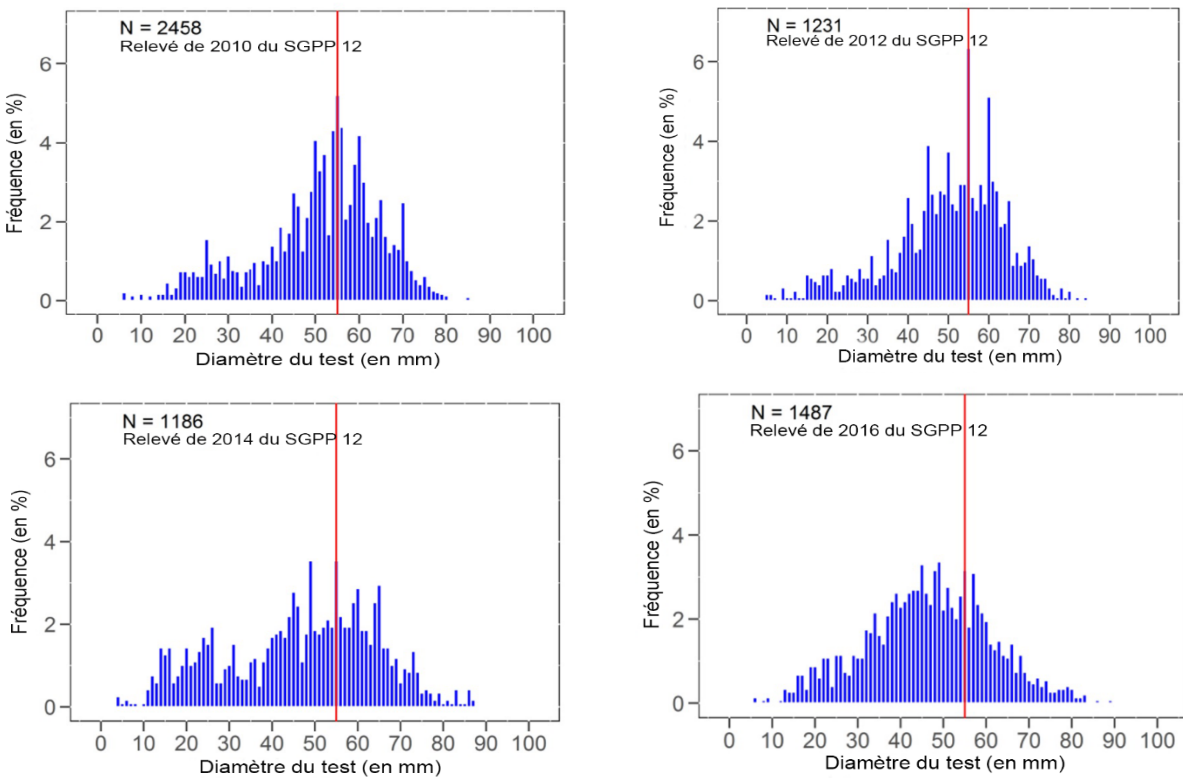 N = 2458
Relevé de 2010 du SGPP 12
Fréquence (en %)
6
4
2
0
0 10 20 30 40 50 60 70 80 90 100
Diamètre du test (en mm)
N = 1231
Relevé de 2012 du SGPP 12
Fréquence (en %)
6
4
2
0
0 10 20 30 40 50 60 70 80 90 100
Diamètre du test (en mm)
N = 1186
Relevé de 2014 du SGPP 12
Fréquence (en %)
6
4
2
0
0 10 20 30 40 50 60 70 80 90 100
Diamètre du test (en mm)
N = 1487
Relevé de 2016 du SGPP 12
Fréquence (en %)
6
4
2
0
0 10 20 30 40 50 60 70 80 90 100
Diamètre du test (en mm)